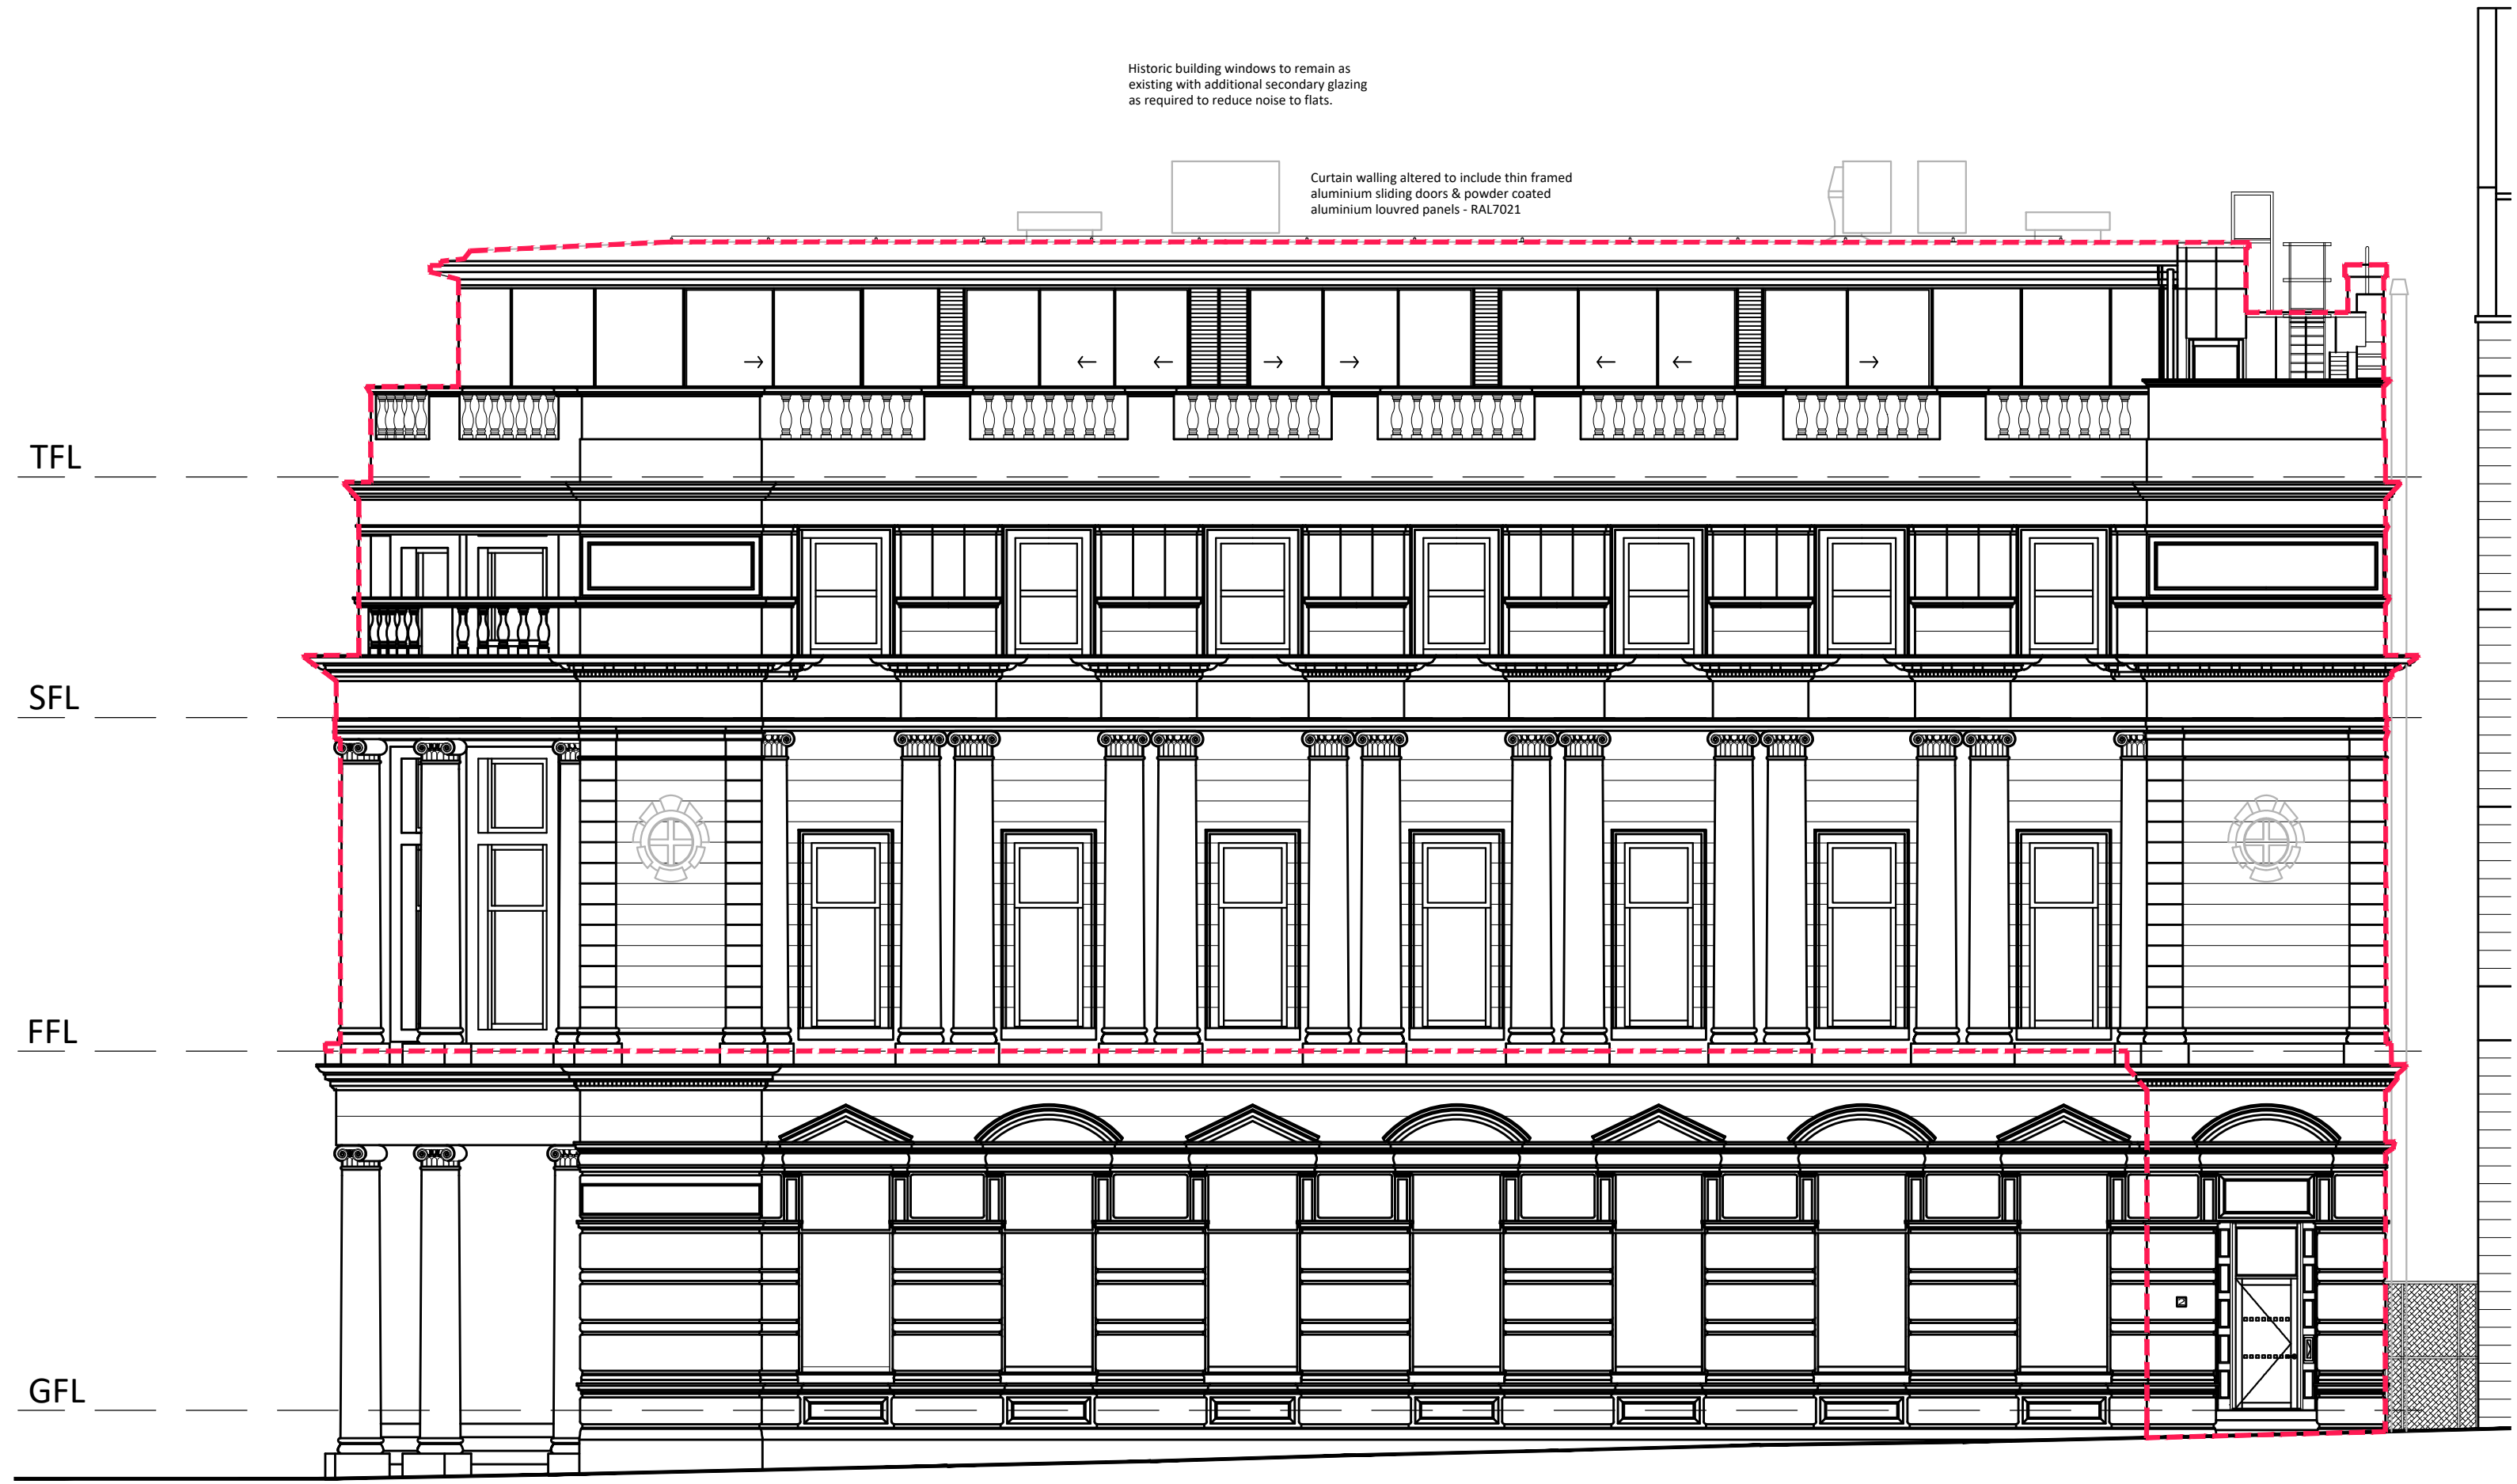 Historic building windows to remain as
existing with additional secondary glazing
as required to reduce noise to flats.
Curtain walling altered to include thin framed
aluminium sliding doors & powder coated
aluminium louvred panels - RAL7021
TFL
SFL
FFL
GFL